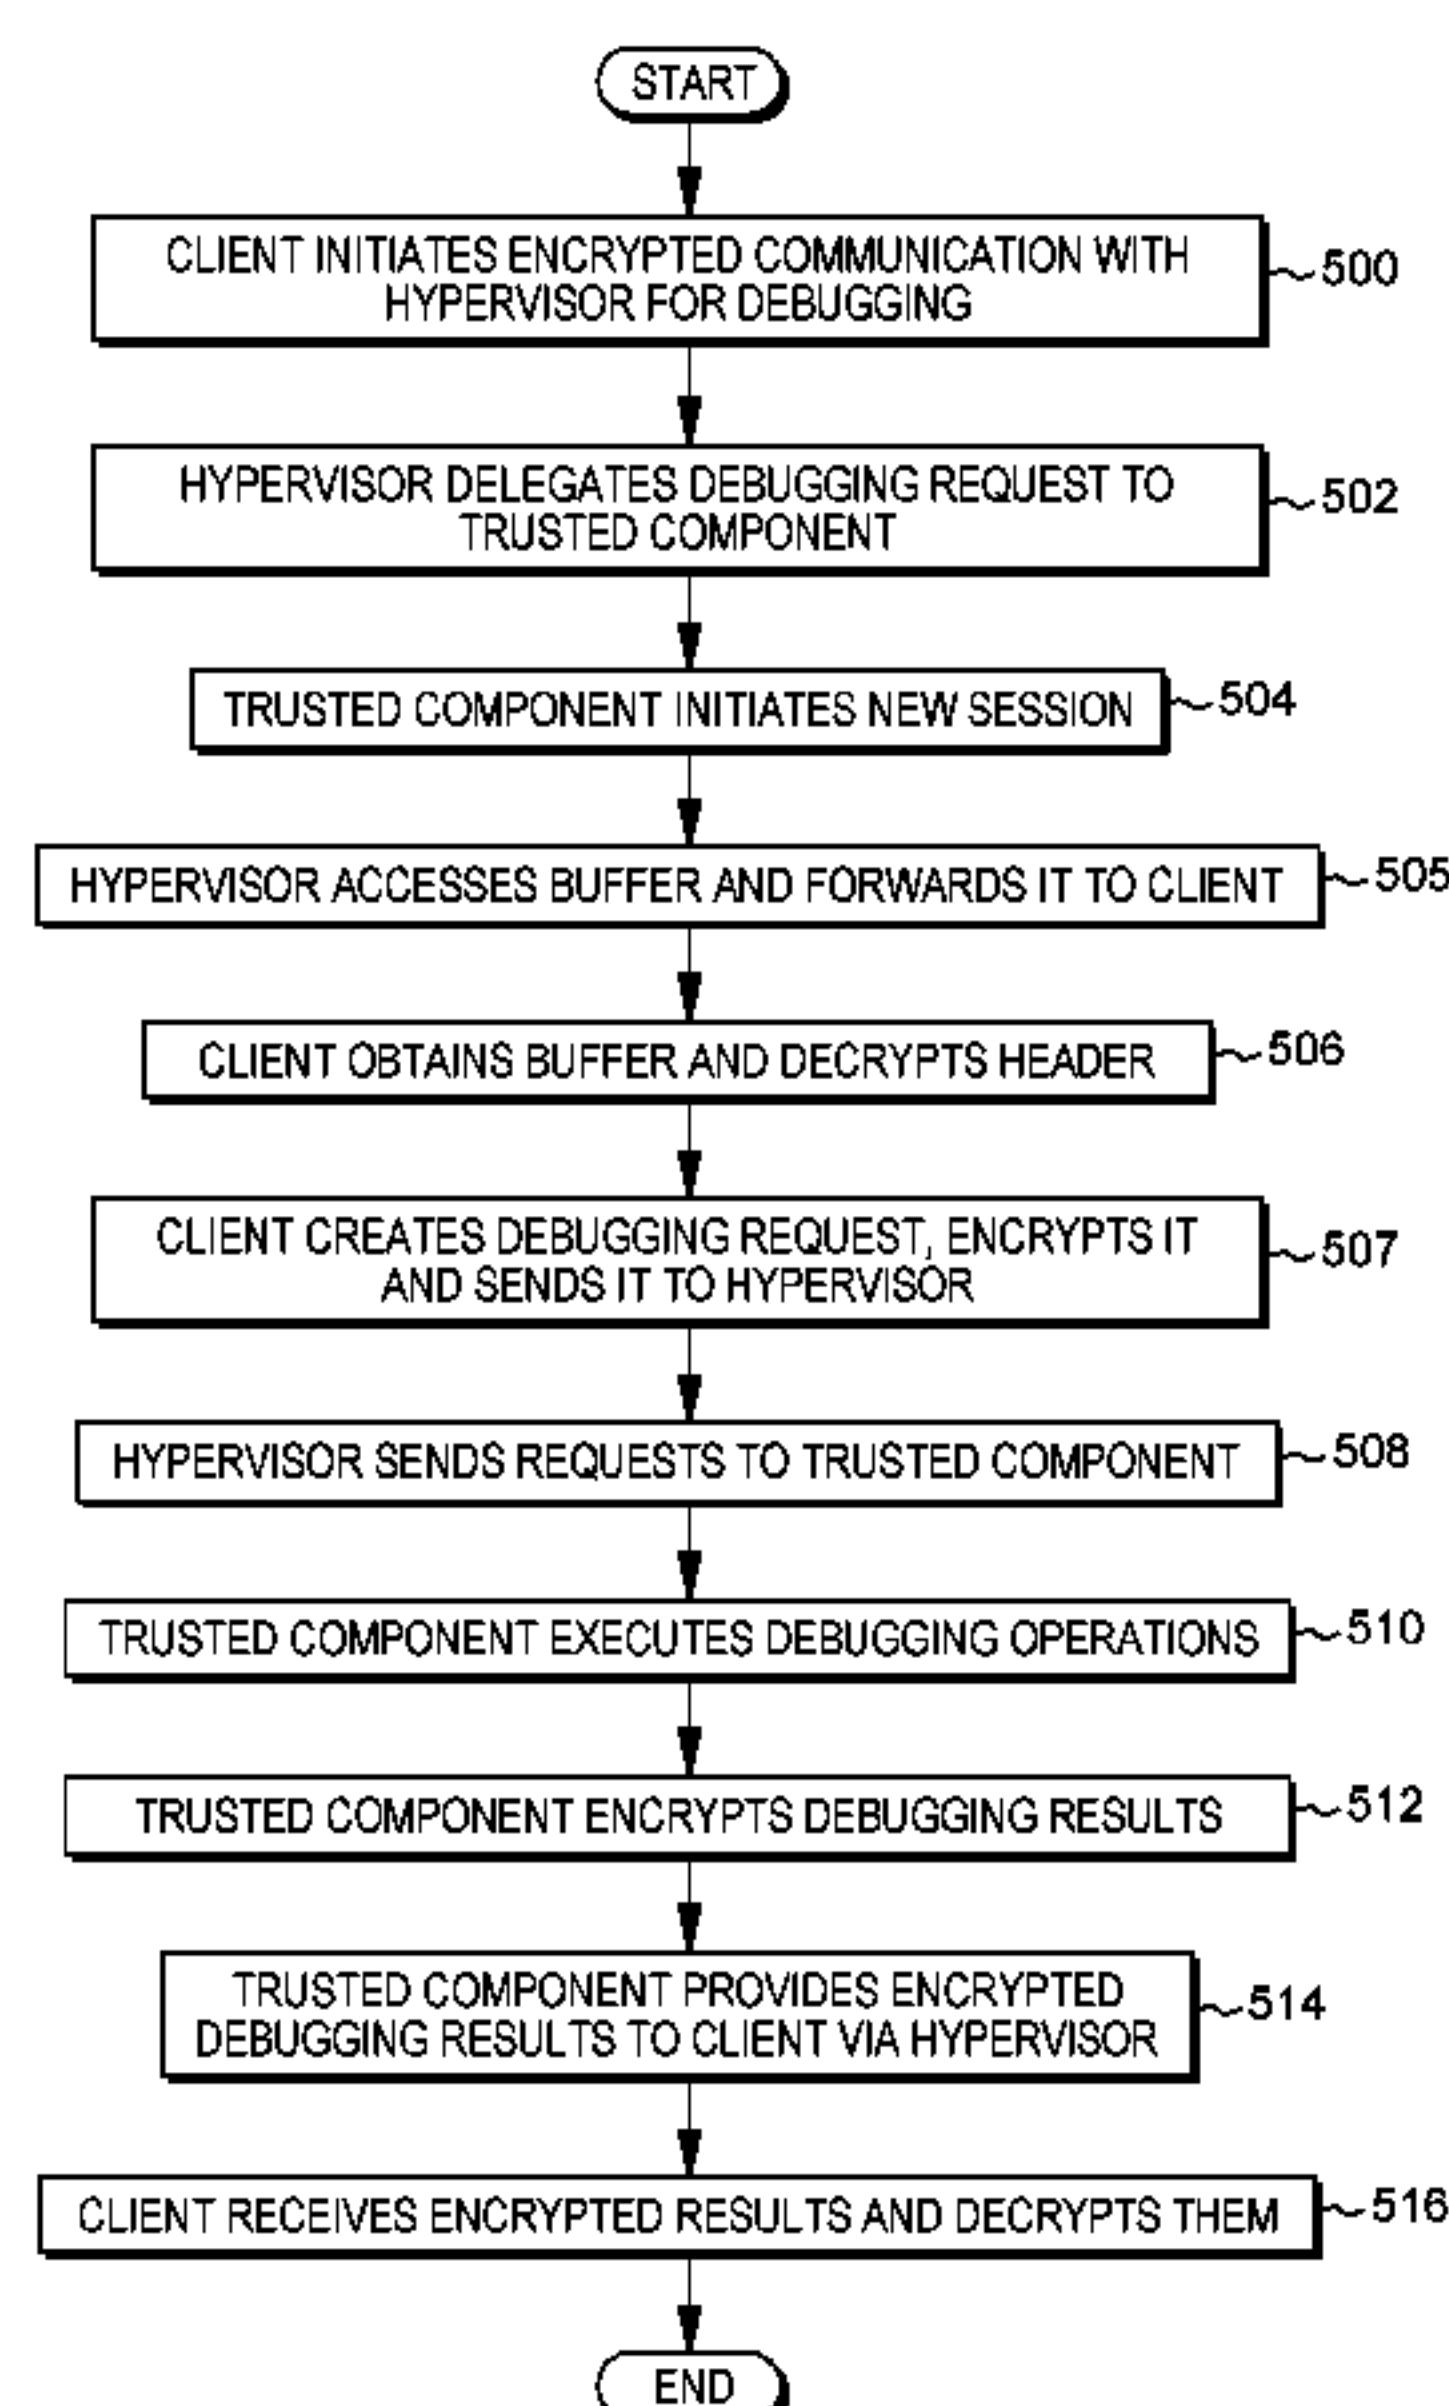 START
CLIENT INITIATES ENCRYPTED COMMUNICATION WITH
HYPERVISOR FOR DEBUGGING
500
HYPERVISOR DELEGATES DEBUGGING REQUEST TO
TRUSTED COMPONENT
502
TRUSTED COMPONENT INITIATES NEW SESSION
504
HYPERVISOR ACCESSES BUFFER AND FORWARDS IT TO CLIENT
505
CLIENT OBTAINS BUFFER AND DECRYPTS HEADER
506
CLIENT CREATES DEBUGGING REQUEST, ENCRYPTS IT
AND SENDS IT TO HYPERVISOR
507
HYPERVISOR SENDS REQUESTS TO TRUSTED COMPONENT
508
TRUSTED COMPONENT EXECUTES DEBUGGING OPERATIONS
510
TRUSTED COMPONENT ENCRYPTS DEBUGGING RESULTS
512
TRUSTED COMPONENT PROVIDES ENCRYPTED
DEBUGGING RESULTS TO CLIENT VIA HYPERVISOR
514
CLIENT RECEIVES ENCRYPTED RESULTS AND DECRYPTS THEM
516
END